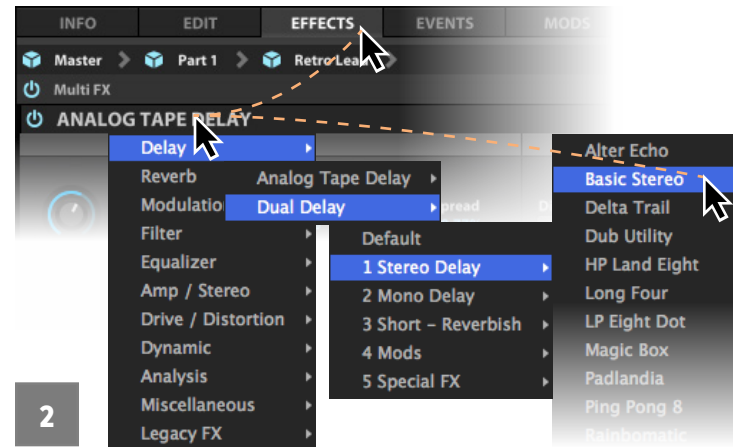 INFO EDIT EFFECTS EVENTS MODS
Master Part 1 Retro Lead
Multi FX
ANALOG TAPE DELAY
Delay
Reverb
Modulation
Filter
Equalizer
Amp / Stereo
Drive / Distortion
Dynamic
Analysis
Miscellaneous
Legacy FX
Analog Tape Delay
Dual Delay
pread
D
Default
1 Stereo Delay
2 Mono Delay
3 Short – Reverbish
4 Mods
5 Special FX
Alter Echo
Basic Stereo
Delta Trail
Dub Utility
HP Land Eight
Long Four
LP Eight Dot
Magic Box
Padlandia
Ping Pong 8
Rainbomatic
2